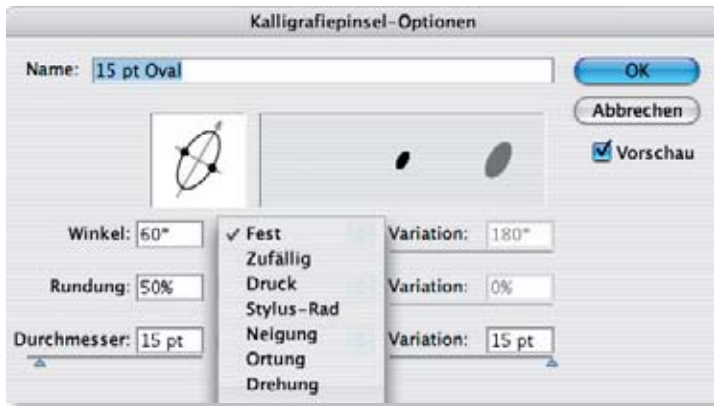 Kalligrafiepinsel-Optionen
Name: 15 pt Oval
OK
Abbrechen
Vorschau
Winkel: 60° ✓ Fest Variation: 180°
Zufällig
Rundung: 50% Druck Variation: 0%
Stylus-Rad
Durchmesser: 15 pt Neigung Variation: 15 pt
Ortung
Drehung